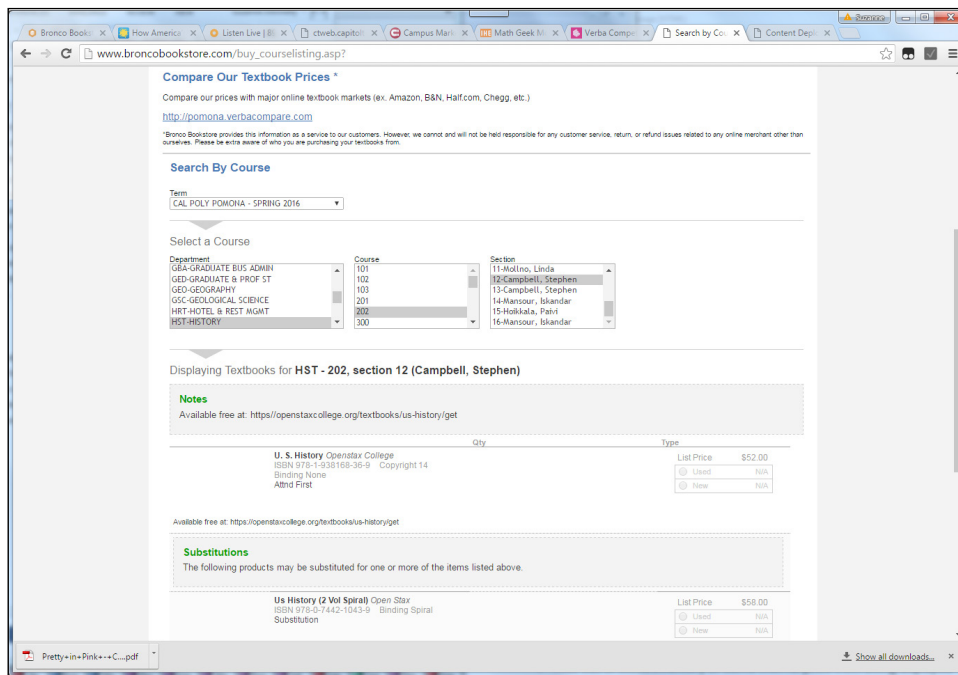 Suzanne
Bronco Books
How America
Listen Live | B
ctweb.capitol
Campus Mar
Math Geek M
Verba Compa
Search by Cou
Content Dep
www.broncobookstore.com/buy_courselisting.asp?
Compare Our Textbook Prices *
Compare our prices with major online textbook markets (ex. Amazon, B&N, Half.com, Chegg, etc.)
http://pomona.verbacompare.com
*Bronco Bookstore provides this information as a service to our customers. However, we cannot and will not be held responsible for any customer service, return, or refund issues related to any online merchant other than
ourselves. Please be extra aware of who you are purchasing your textbooks from.
Search By Course
Term
CAL POLY POMONA - SPRING 2016
Select a Course
Department
Course
Section
GBA-GRADUATE BUS ADMIN
GED-GRADUATE & PROF ST
GEO-GEOGRAPHY
GSC-GEOLOGICAL SCIENCE
HRT-HOTEL & REST MGMT
HST-HISTORY
101
102
103
201
202
300
11-Mollno, Linda
12-Campbell, Stephen
13-Campbell, Stephen
14-Mansour, Iskandar
15-Hoikkala, Paivi
16-Mansour, Iskandar
Displaying Textbooks for HST - 202, section 12 (Campbell, Stephen)
Notes
Available free at: https//openstaxcollege.org/textbooks/us-history/get
Qty Type
U. S. History Openstax College
ISBN 978-1-938168-36-9 Copyright 14
Binding None
Attnd First
List Price $52.00
Used N/A
New N/A
Available free at: https://openstaxcollege.org/textbooks/us-history/get
Substitutions
The following products may be substituted for one or more of the items listed above.
Us History (2 Vol Spiral) Open Stax
ISBN 978-0-7442-1043-9 Binding Spiral
Substitution
List Price $58.00
Used N/A
New N/A
Pretty+in+Pink+-+C....pdf
Show all downloads...